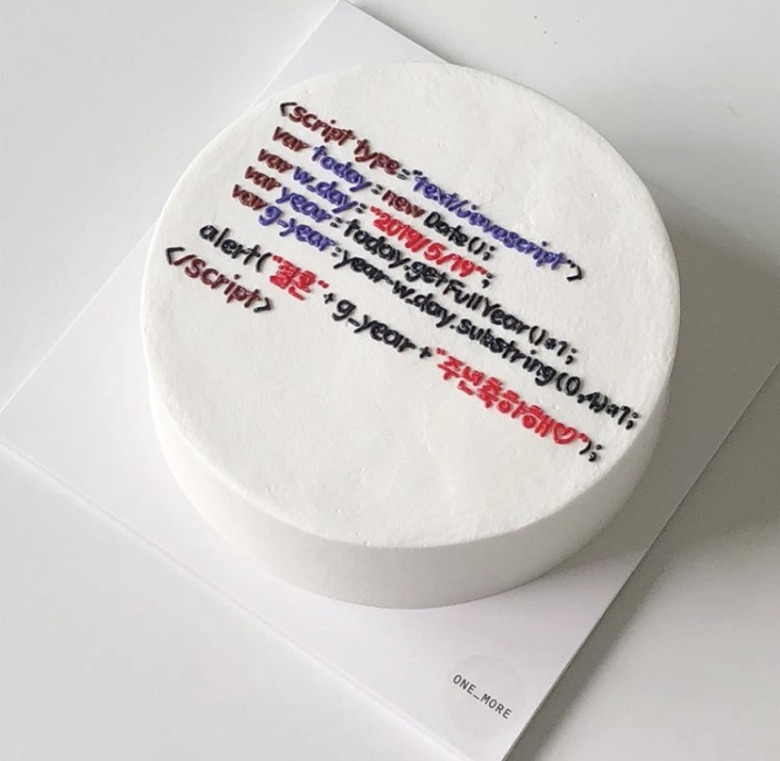 <script type="text/javascript">
var today = new Date();
var w_day = "2019/5/19";
var year = today.getFullYear()*1;
var g_year = year-w_day.substring(0,4)*1;
alert("결혼"+g_year+"주년축하해♡");
</script>
ONE_MORE